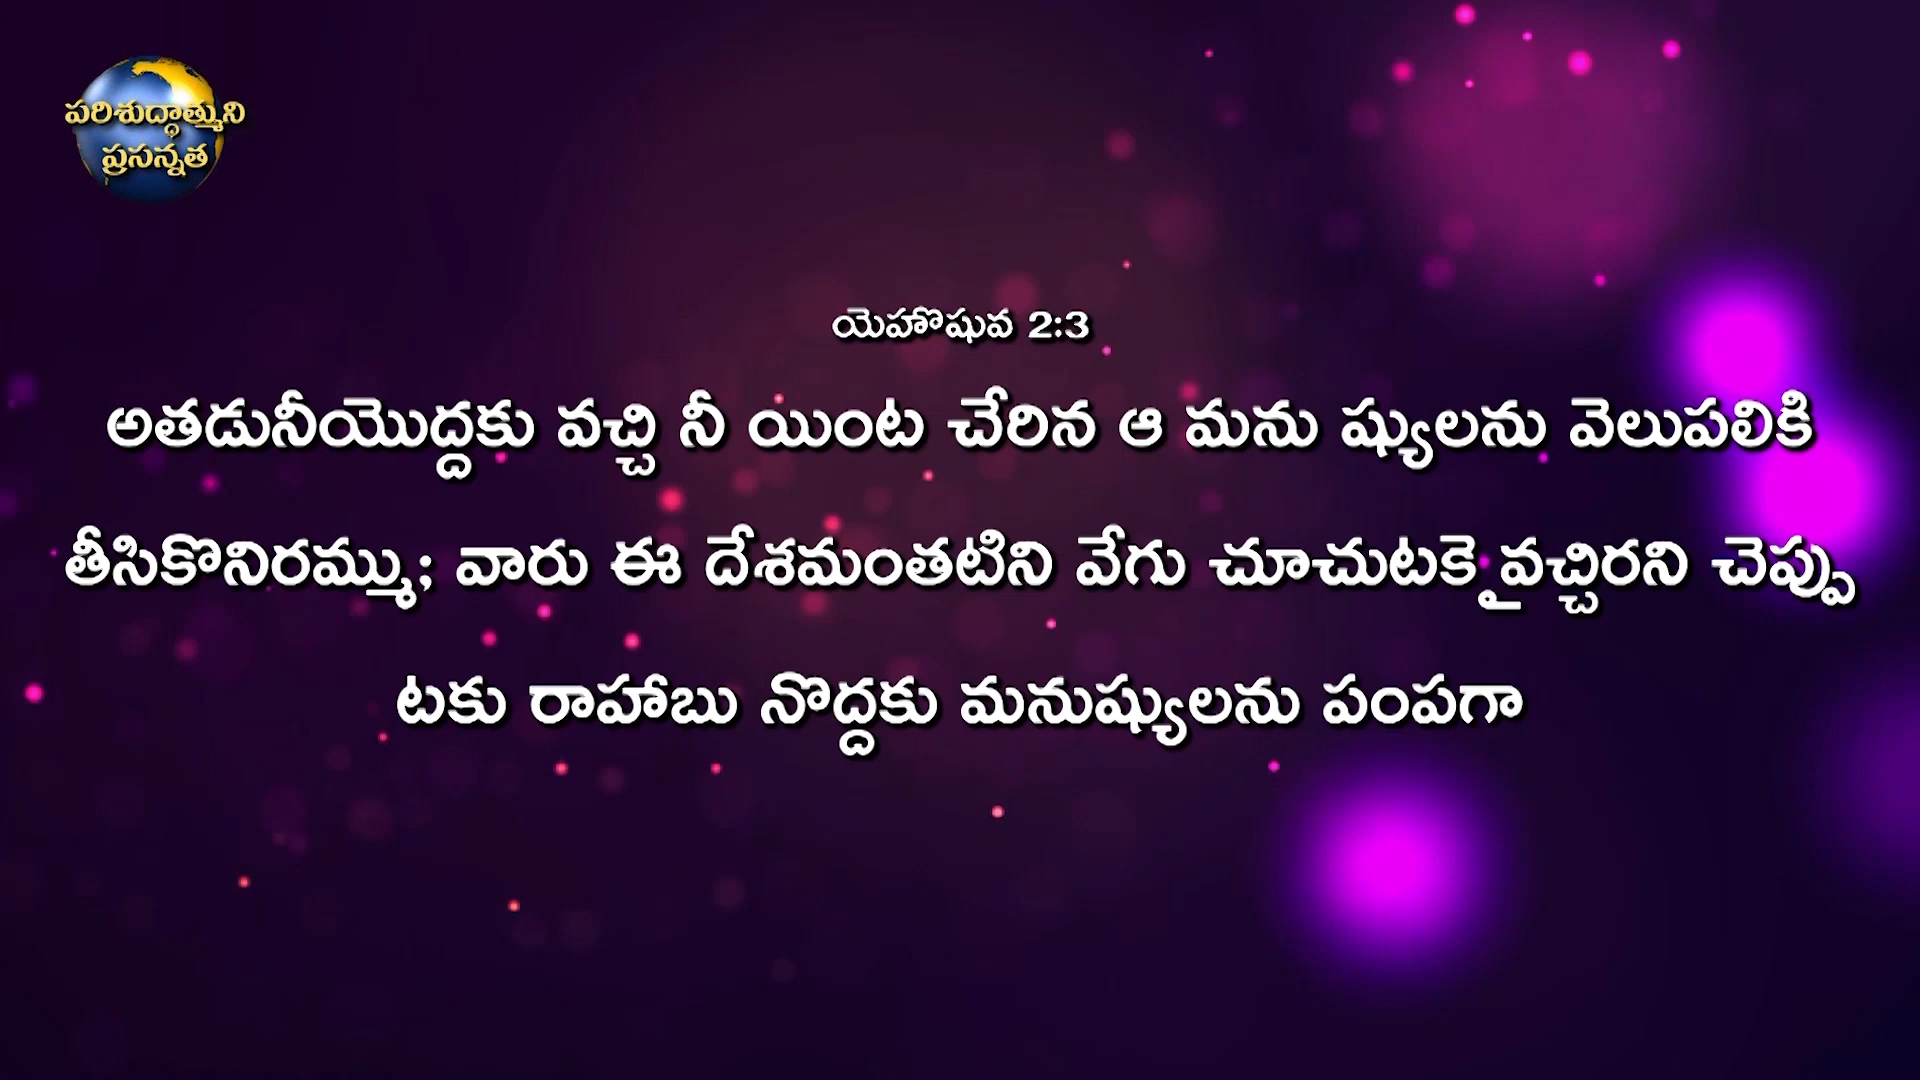 పరిశుద్ధాత్ముని
ప్రసన్నత
యెహొషువ 2:3
అతడునీయొద్దకు వచ్చి నీ యింట చేరిన ఆ మను ష్యులను వెలుపలికి
తీసికొనిరమ్ము; వారు ఈ దేశమంతటిని వేగు చూచుటకై వచ్చిరని చెప్పు
టకు రాహాబు నొద్దకు మనుష్యులను పంపగా